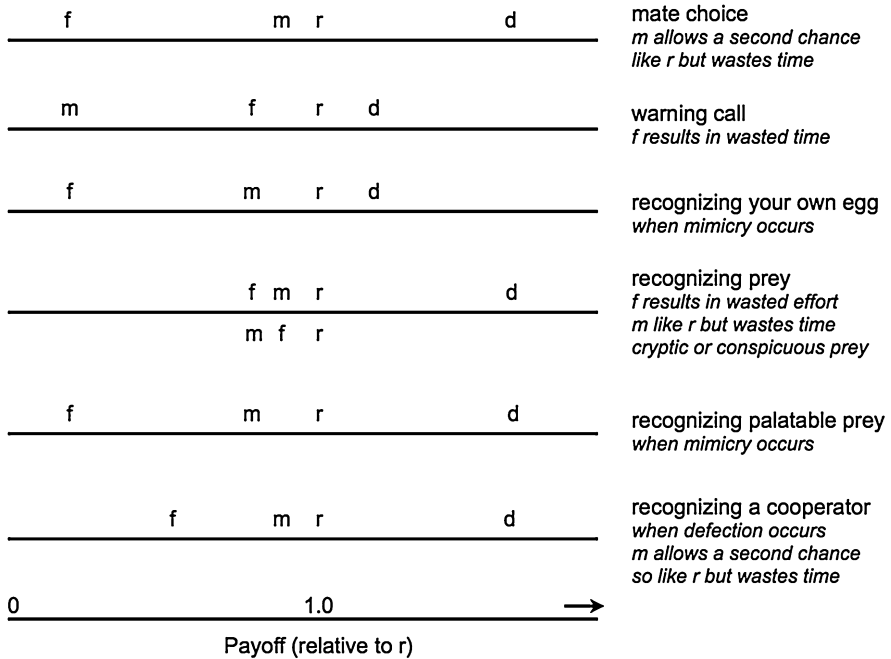 f m r d
mate choice
m allows a second chance
like r but wastes time
m f r d
warning call
f results in wasted time
f m r d
recognizing your own egg
when mimicry occurs
f m r d
m f r
recognizing prey
f results in wasted effort
m like r but wastes time
cryptic or conspicuous prey
f m r d
recognizing palatable prey
when mimicry occurs
f m r d
recognizing a cooperator
when defection occurs
m allows a second chance
so like r but wastes time
0 1.0
Payoff (relative to r)